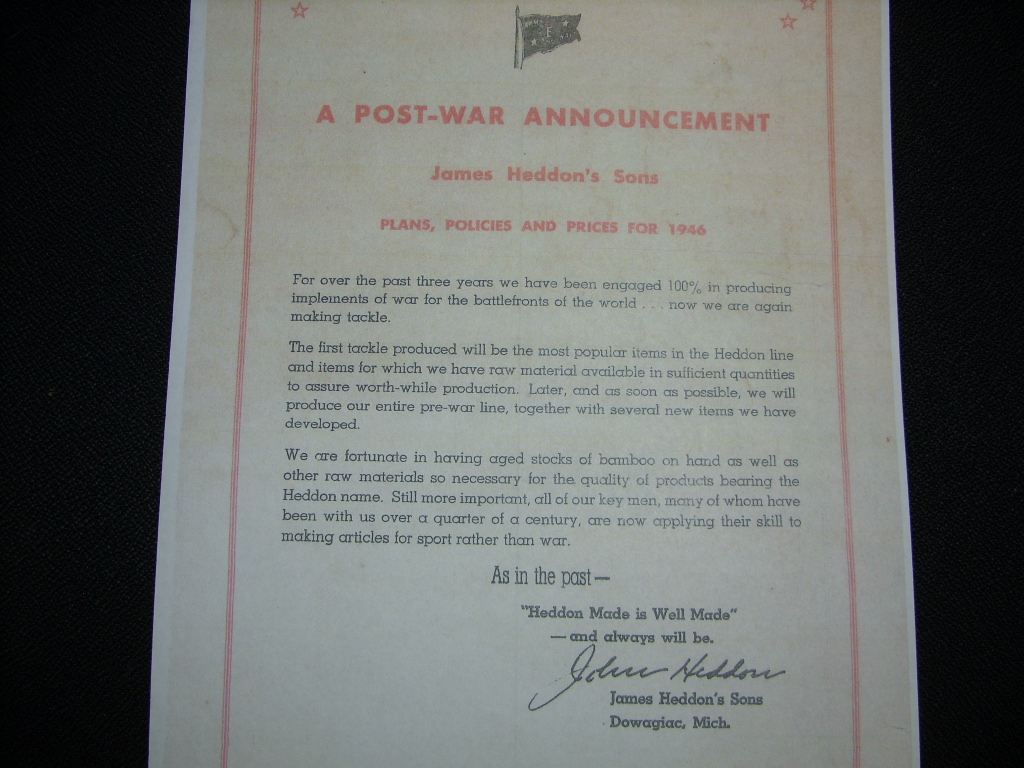 A POST-WAR ANNOUNCEMENT
James Heddon's Sons
PLANS, POLICIES AND PRICES FOR 1946
For over the past three years we have been engaged 100% in producing
implements of war for the battlefronts of the world . . . now we are again
making tackle.
The first tackle produced will be the most popular items in the Heddon line
and items for which we have raw material available in sufficient quantities
to assure worth-while production. Later, and as soon as possible, we will
produce our entire pre-war line, together with several new items we have
developed.
We are fortunate in having aged stocks of bamboo on hand as well as
other raw materials so necessary for the quality of products bearing the
Heddon name. Still more important, all of our key men, many of whom have
been with us over a quarter of a century, are now applying their skill to
making articles for sport rather than war.
As in the past—
"Heddon Made is Well Made"
—and always will be.
John Heddon
James Heddon's Sons
Dowagiac, Mich.